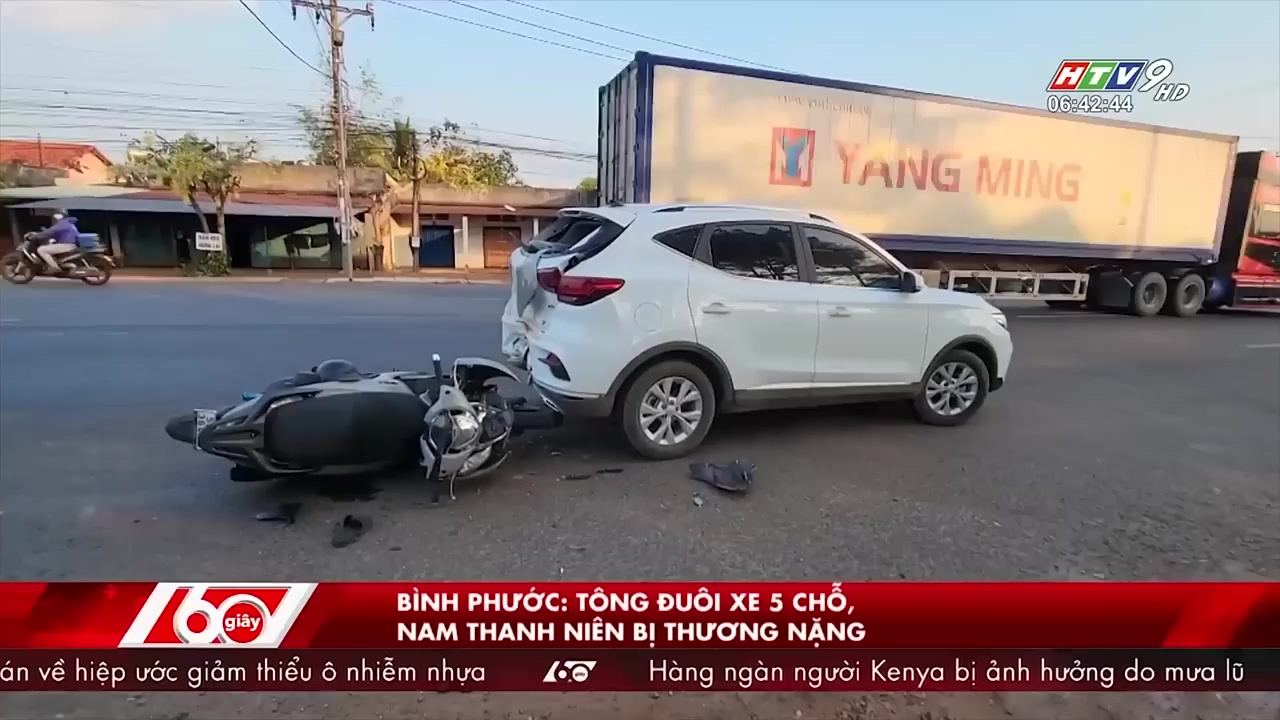 HTV9 HD
06:42:44
YANG MING
60 giây
BÌNH PHƯỚC: TÔNG ĐUÔI XE 5 CHỖ,
NAM THANH NIÊN BỊ THƯƠNG NẶNG
án về hiệp ước giảm thiểu ô nhiễm nhựa 60 giây Hàng ngàn người Kenya bị ảnh hưởng do mưa lũ